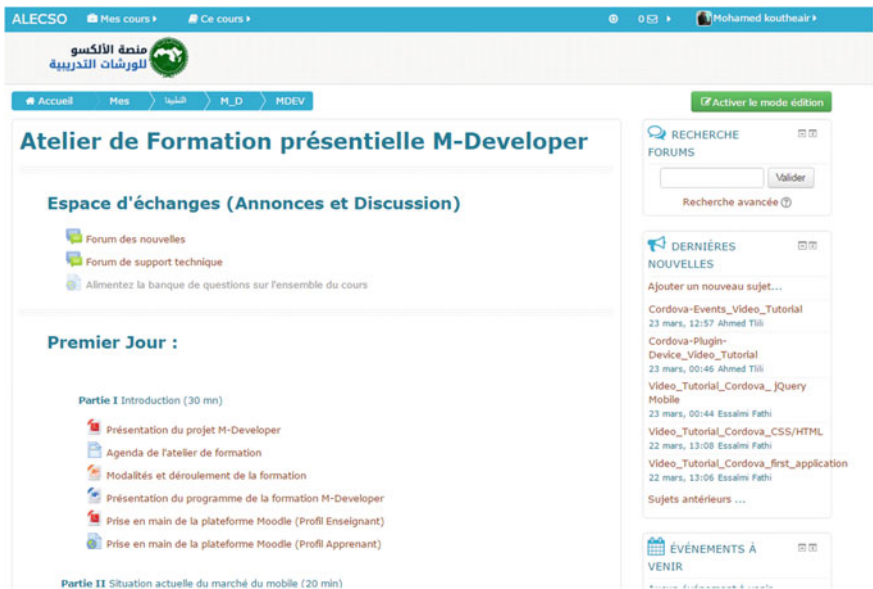 ALECSO Mes cours Ce cours 0 Mohamed koutheair
منصة الألكسو
للورشات التدريبية
Accueil Mes M_D MDEV
Activer le mode édition
Atelier de Formation présentielle M-Developer
Espace d'échanges (Annonces et Discussion)
Forum des nouvelles
Forum de support technique
Alimentez la banque de questions sur l'ensemble du cours
Premier Jour :
Partie I Introduction (30 mn)
Présentation du projet M-Developer
Agenda de l'atelier de formation
Modalités et déroulement de la formation
Présentation du programme de la formation M-Developer
Prise en main de la plateforme Moodle (Profil Enseignant)
Prise en main de la plateforme Moodle (Profil Apprenant)
Partie II Situation actuelle du marché du mobile (20 min)
RECHERCHE
FORUMS
Valider
Recherche avancée
DERNIÈRES
NOUVELLES
Ajouter un nouveau sujet...
Cordova-Events_Video_Tutorial
23 mars, 12:57 Ahmed Tlili
Cordova-Plugin-
Device_Video_Tutorial
23 mars, 00:46 Ahmed Tlili
Video_Tutorial_Cordova_ jQuery
Mobile
23 mars, 00:44 Essalmi Fathi
Video_Tutorial_Cordova_CSS/HTML
22 mars, 13:08 Essalmi Fathi
Video_Tutorial_Cordova_first_application
22 mars, 13:06 Essalmi Fathi
Sujets antérieurs ...
ÉVÉNEMENTS À
VENIR